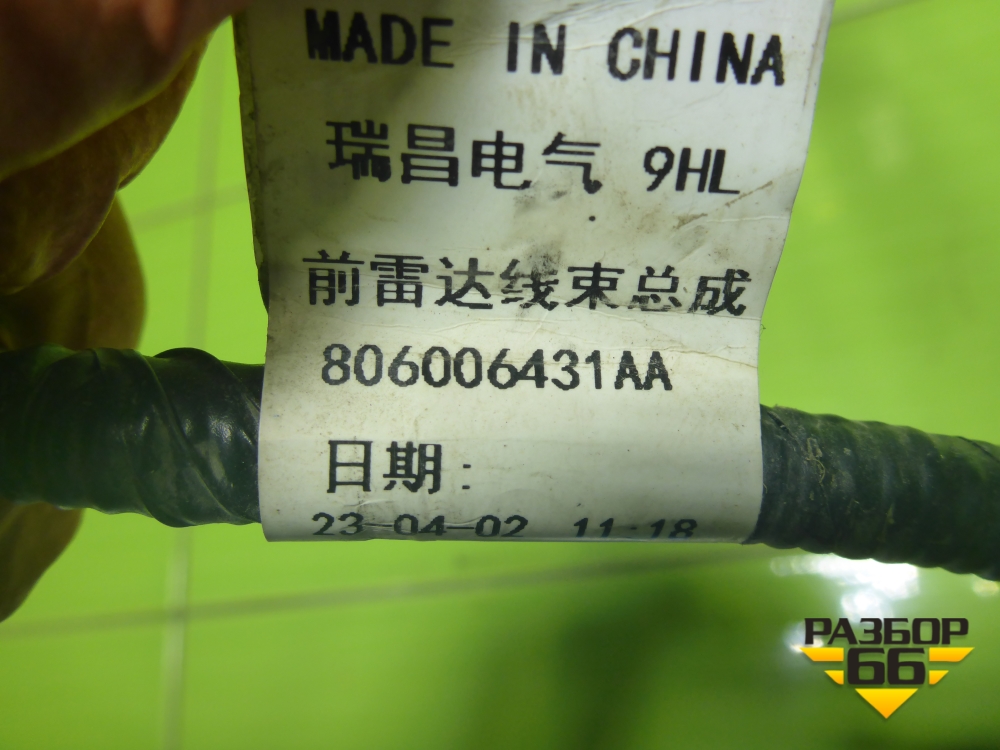 MADE IN CHINA
瑞昌电气 9HL
前雷达线束总成
806006431AA
日期:
23-04-02 11:18
РАЗБОР
66